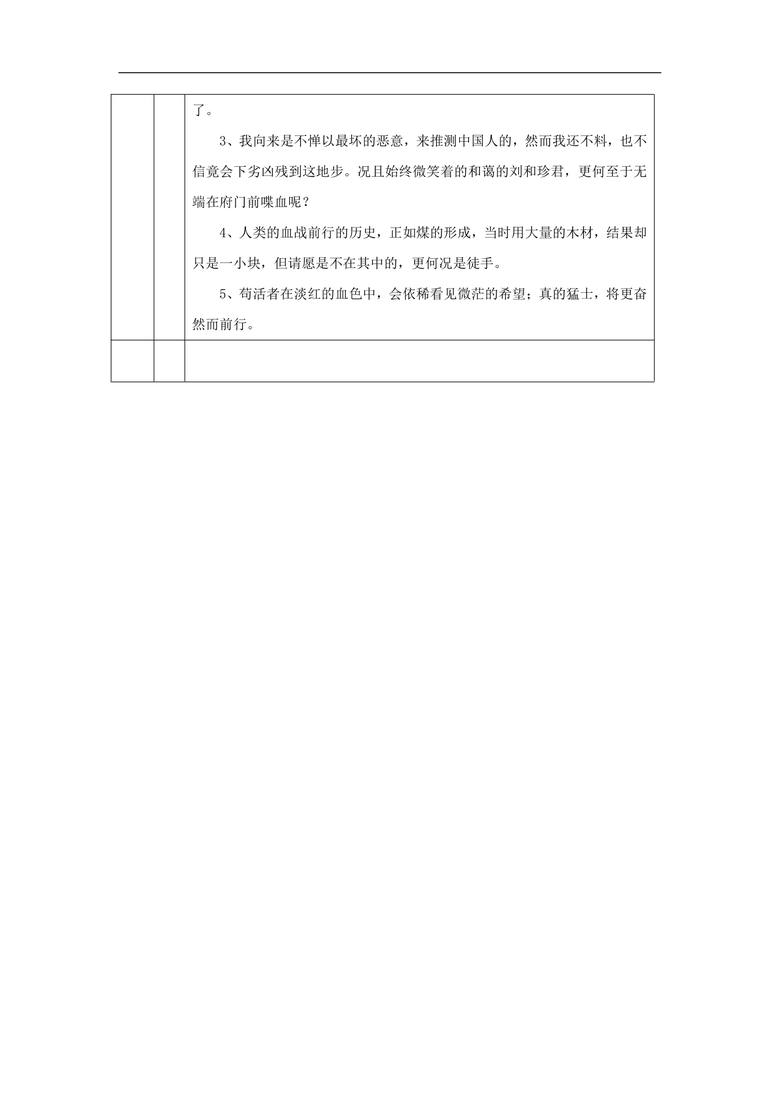 了。
3、我向来是不惮以最坏的恶意，来推测中国人的，然而我还不料，也不
信竟会下劣凶残到这地步。况且始终微笑着的和蔼的刘和珍君，更何至于无
端在府门前喋血呢？
4、人类的血战前行的历史，正如煤的形成，当时用大量的木材，结果却
只是一小块，但请愿是不在其中的，更何况是徒手。
5、苟活者在淡红的血色中，会依稀看见微茫的希望；真的猛士，将更奋
然而前行。